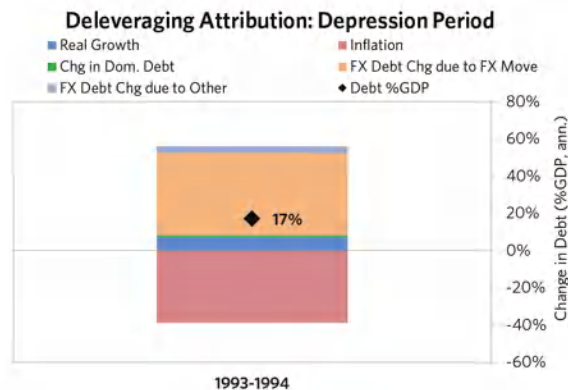 Deleveraging Attribution: Depression Period
Real Growth
Inflation
Chg in Dom. Debt
FX Debt Chg due to FX Move
FX Debt Chg due to Other
Debt %GDP
80%
60%
40%
20%
0%
-20%
-40%
-60%
Change in Debt (%GDP, ann.)
17%
1993-1994